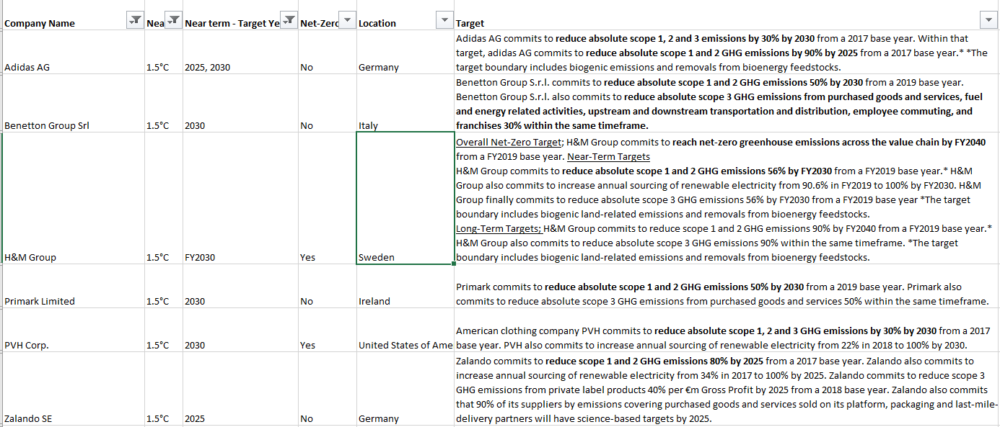 Company Name Nea Near term - Target Ye Net-Zero Location Target
Adidas AG commits to reduce absolute scope 1, 2 and 3 emissions by 30% by 2030 from a 2017 base year. Within that
target, adidas AG commits to reduce absolute scope 1 and 2 GHG emissions by 90% by 2025 from a 2017 base year.* *The
Adidas AG 1.5°C 2025, 2030 No Germany target boundary includes biogenic emissions and removals from bioenergy feedstocks.
Benetton Group S.r.l. commits to reduce absolute scope 1 and 2 GHG emissions 50% by 2030 from a 2019 base year.
Benetton Group S.r.l. also commits to reduce absolute scope 3 GHG emissions from purchased goods and services, fuel
and energy related activities, upstream and downstream transportation and distribution, employee commuting, and
Benetton Group Srl 1.5°C 2030 No Italy franchises 30% within the same timeframe.
Overall Net-Zero Target; H&M Group commits to reach net-zero greenhouse emissions across the value chain by FY2040
from a FY2019 base year. Near-Term Targets
H&M Group commits to reduce absolute scope 1 and 2 GHG emissions 56% by FY2030 from a FY2019 base year.* H&M
Group also commits to increase annual sourcing of renewable electricity from 90.6% in FY2019 to 100% by FY2030. H&M
Group finally commits to reduce absolute scope 3 GHG emissions 56% by FY2030 from a FY2019 base year *The target
boundary includes biogenic land-related emissions and removals from bioenergy feedstocks.
Long-Term Targets; H&M Group commits to reduce scope 1 and 2 GHG emissions 90% by FY2040 from a FY2019 base year.*
H&M Group also commits to reduce absolute scope 3 GHG emissions 90% within the same timeframe. *The target
H&M Group 1.5°C FY2030 Yes Sweden boundary includes biogenic land-related emissions and removals from bioenergy feedstocks.
Primark commits to reduce absolute scope 1 and 2 GHG emissions 50% by 2030 from a 2019 base year. Primark also
Primark Limited 1.5°C 2030 No Ireland commits to reduce absolute scope 3 GHG emissions from purchased goods and services 50% within the same timeframe.
American clothing company PVH commits to reduce absolute scope 1, 2 and 3 GHG emissions by 30% by 2030 from a 2017
PVH Corp. 1.5°C 2030 Yes United States of Ame base year. PVH also commits to increase annual sourcing of renewable electricity from 22% in 2018 to 100% by 2030.
Zalando commits to reduce scope 1 and 2 GHG emissions 80% by 2025 from a 2017 base year. Zalando also commits to
increase annual sourcing of renewable electricity from 34% in 2017 to 100% by 2025. Zalando commits to reduce scope 3
GHG emissions from private label products 40% per €m Gross Profit by 2025 from a 2018 base year. Zalando also commits
that 90% of its suppliers by emissions covering purchased goods and services sold on its platform, packaging and last-mile-
Zalando SE 1.5°C 2025 No Germany delivery partners will have science-based targets by 2025.